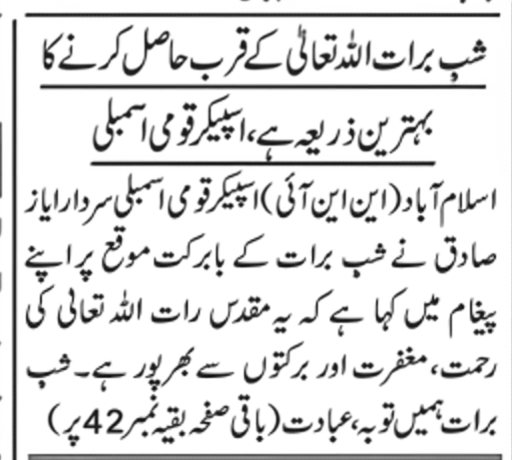 شب برات اللہ تعالیٰ کے قرب حاصل کرنے کا
بہترین ذریعہ ہے، اسپیکر قومی اسمبلی
اسلام آباد (این این آئی) اسپیکر قومی اسمبلی سردار ایاز
صادق نے شب برات کے بابرکت موقع پر اپنے
پیغام میں کہا ہے کہ یہ مقدس رات اللہ تعالیٰ کی
رحمت، مغفرت اور برکتوں سے بھرپور ہے۔ شب
برات ہمیں توبہ، عبادت (باقی صفحہ بقیہ نمبر 42 پر)